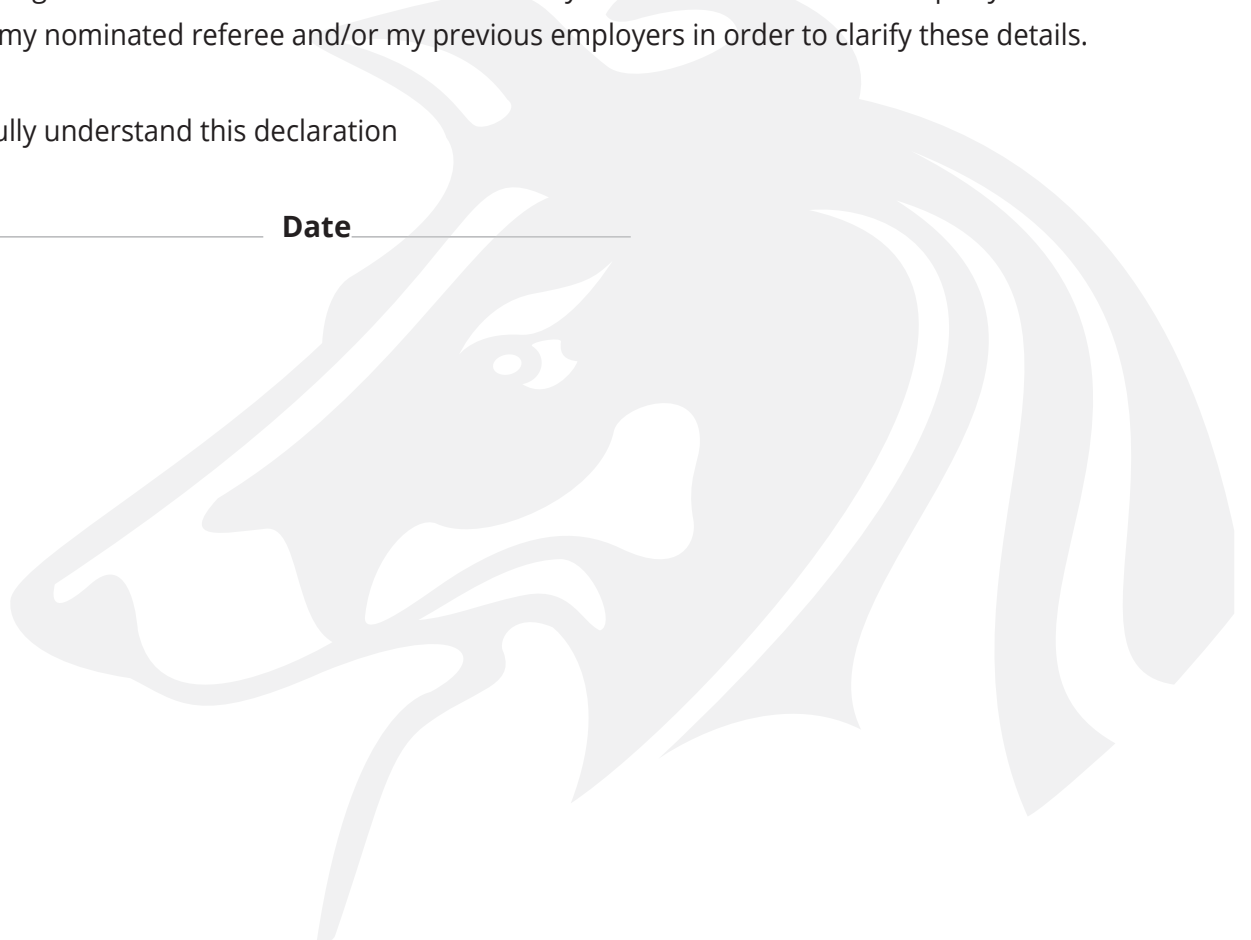 my nominated referee and/or my previous employers in order to clarify these details.
ully understand this declaration
Date